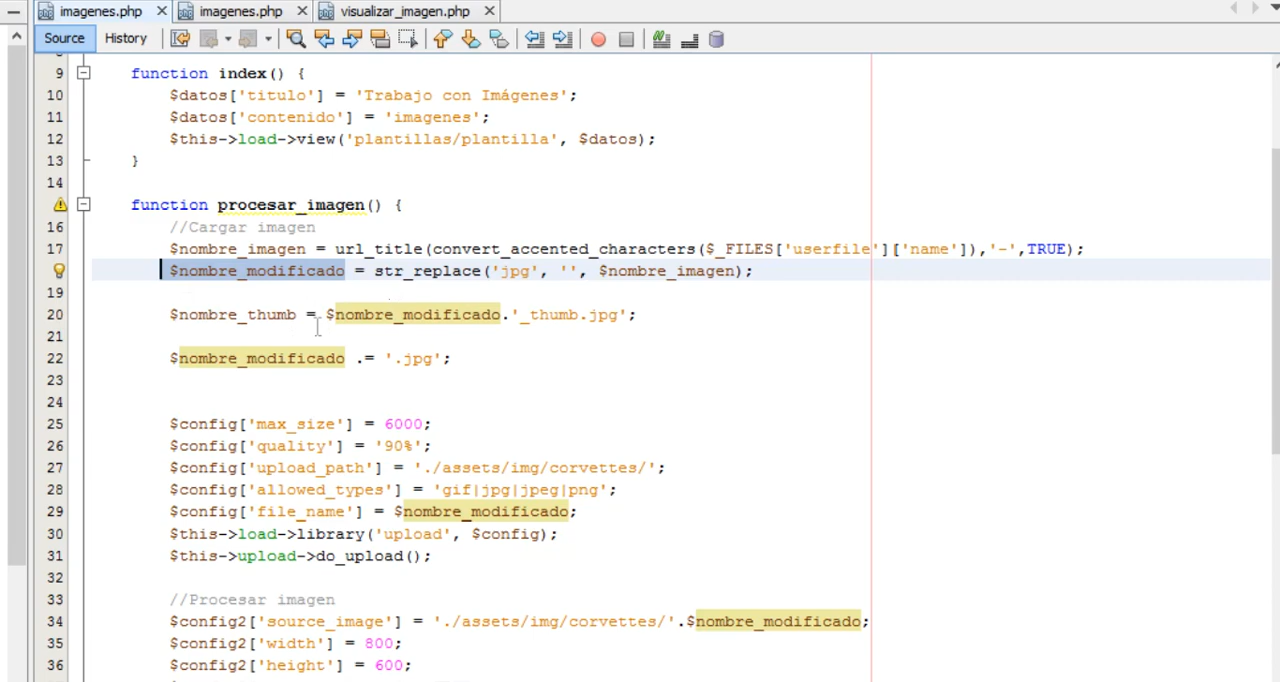 imagenes.php imagenes.php visualizar_imagen.php
Source History
9 function index() {
10 $datos['titulo'] = 'Trabajo con Imágenes';
11 $datos['contenido'] = 'imagenes';
12 $this->load->view('plantillas/plantilla', $datos);
13 }
14
function procesar_imagen() {
16 //Cargar imagen
17 $nombre_imagen = url_title(convert_accented_characters($_FILES['userfile']['name']),'-',TRUE);
$nombre_modificado = str_replace('jpg', '', $nombre_imagen);
19
20 $nombre_thumb = $nombre_modificado.'_thumb.jpg';
21
22 $nombre_modificado .= '.jpg';
23
24
25 $config['max_size'] = 6000;
26 $config['quality'] = '90%';
27 $config['upload_path'] = './assets/img/corvettes/';
28 $config['allowed_types'] = 'gif|jpg|jpeg|png';
29 $config['file_name'] = $nombre_modificado;
30 $this->load->library('upload', $config);
31 $this->upload->do_upload();
32
33 //Procesar imagen
34 $config2['source_image'] = './assets/img/corvettes/'.$nombre_modificado;
35 $config2['width'] = 800;
36 $config2['height'] = 600;